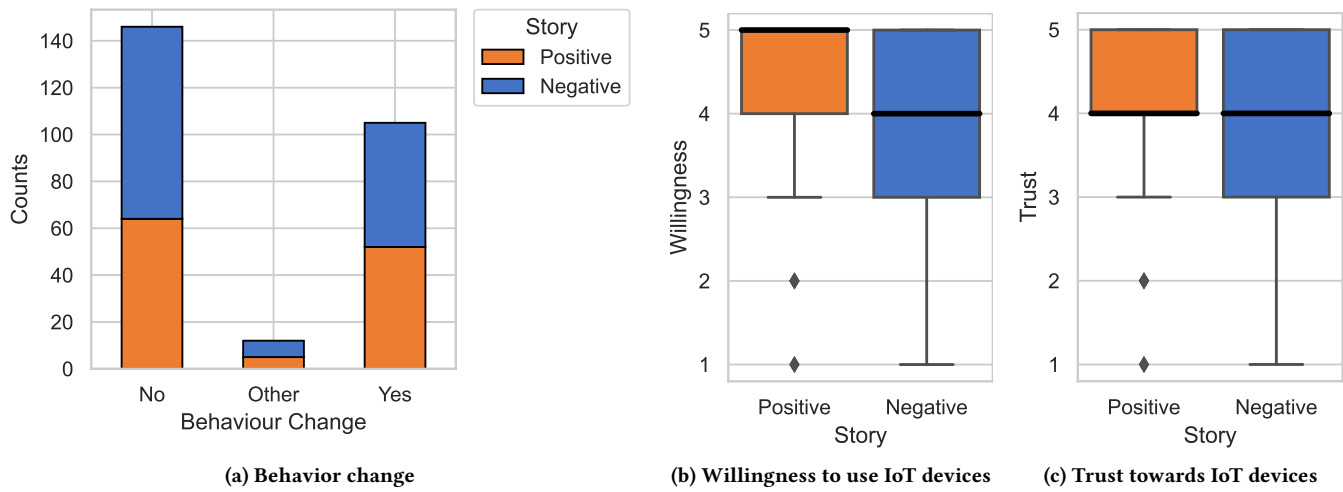 140
120
100
80
60
40
20
0
Counts
No Other Yes
Behaviour Change
Story
Positive
Negative
(a) Behavior change
5
4
3
2
1
Willingness
Positive Negative
Story
(b) Willingness to use IoT devices
5
4
3
2
1
Trust
Positive Negative
Story
(c) Trust towards IoT devices